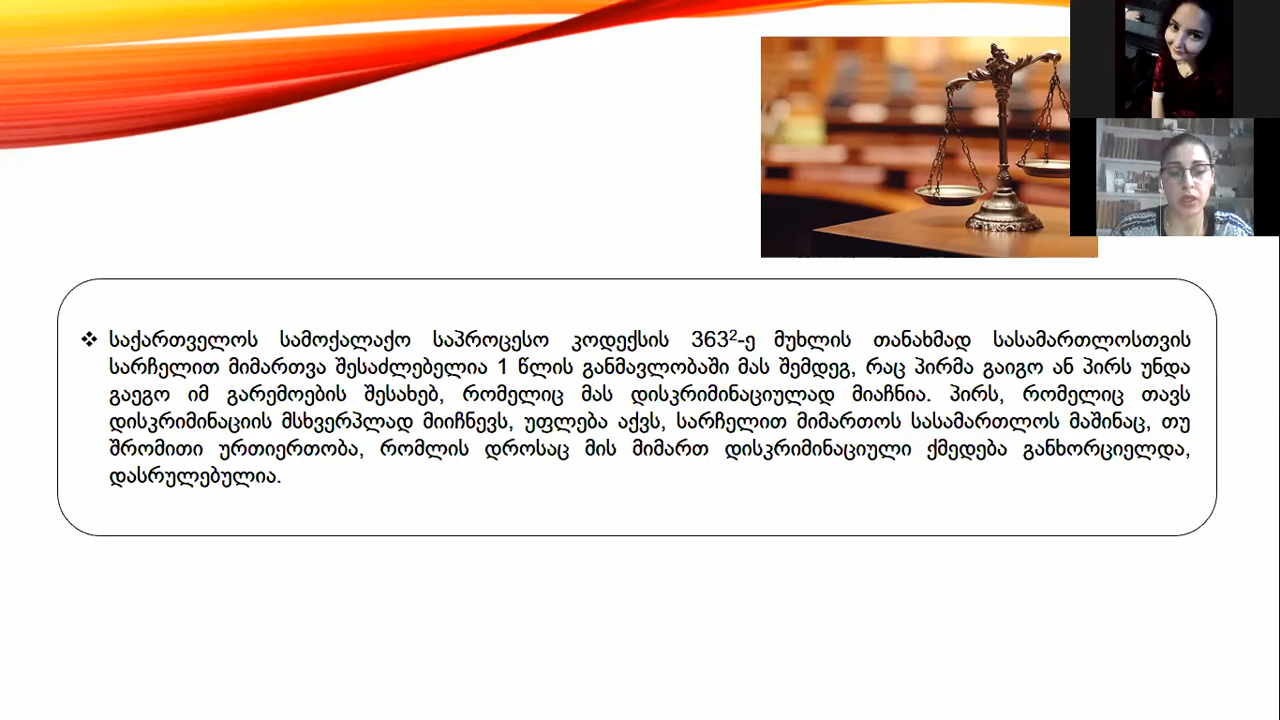 ❖ საქართველოს სამოქალაქო საპროცესო კოდექსის 363²-ე მუხლის თანახმად სასამართლოსთვის
სარჩელით მიმართვა შესაძლებელია 1 წლის განმავლობაში მას შემდეგ, რაც პირმა გაიგო ან პირს უნდა
გაეგო იმ გარემოების შესახებ, რომელიც მას დისკრიმინაციულად მიაჩნია. პირს, რომელიც თავს
დისკრიმინაციის მსხვერპლად მიიჩნევს, უფლება აქვს, სარჩელით მიმართოს სასამართლოს მაშინაც, თუ
შრომითი ურთიერთობა, რომლის დროსაც მის მიმართ დისკრიმინაციული ქმედება განხორციელდა,
დასრულებულია.